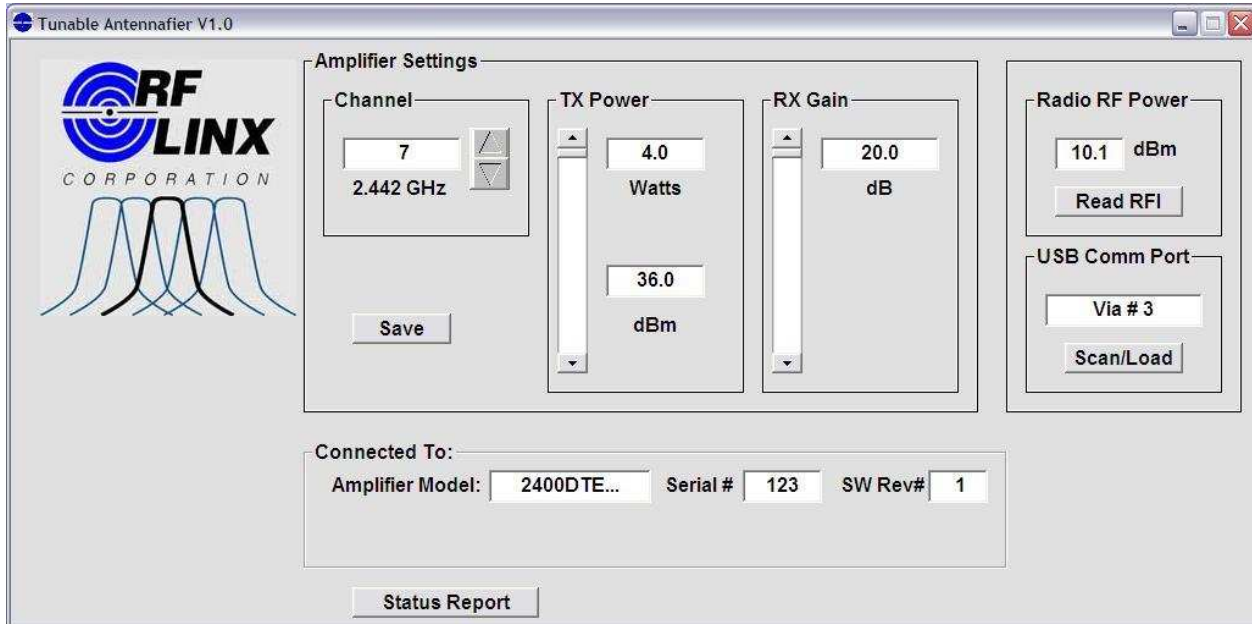 Tunable Antennafier V1.0
RF
LINX
CORPORATION
Amplifier Settings
Channel
7
2.442 GHz
Save
TX Power
4.0
Watts
36.0
dBm
RX Gain
20.0
dB
Radio RF Power
10.1 dBm
Read RFI
USB Comm Port
Via # 3
Scan/Load
Connected To:
Amplifier Model: 2400DTE... Serial # 123 SW Rev# 1
Status Report